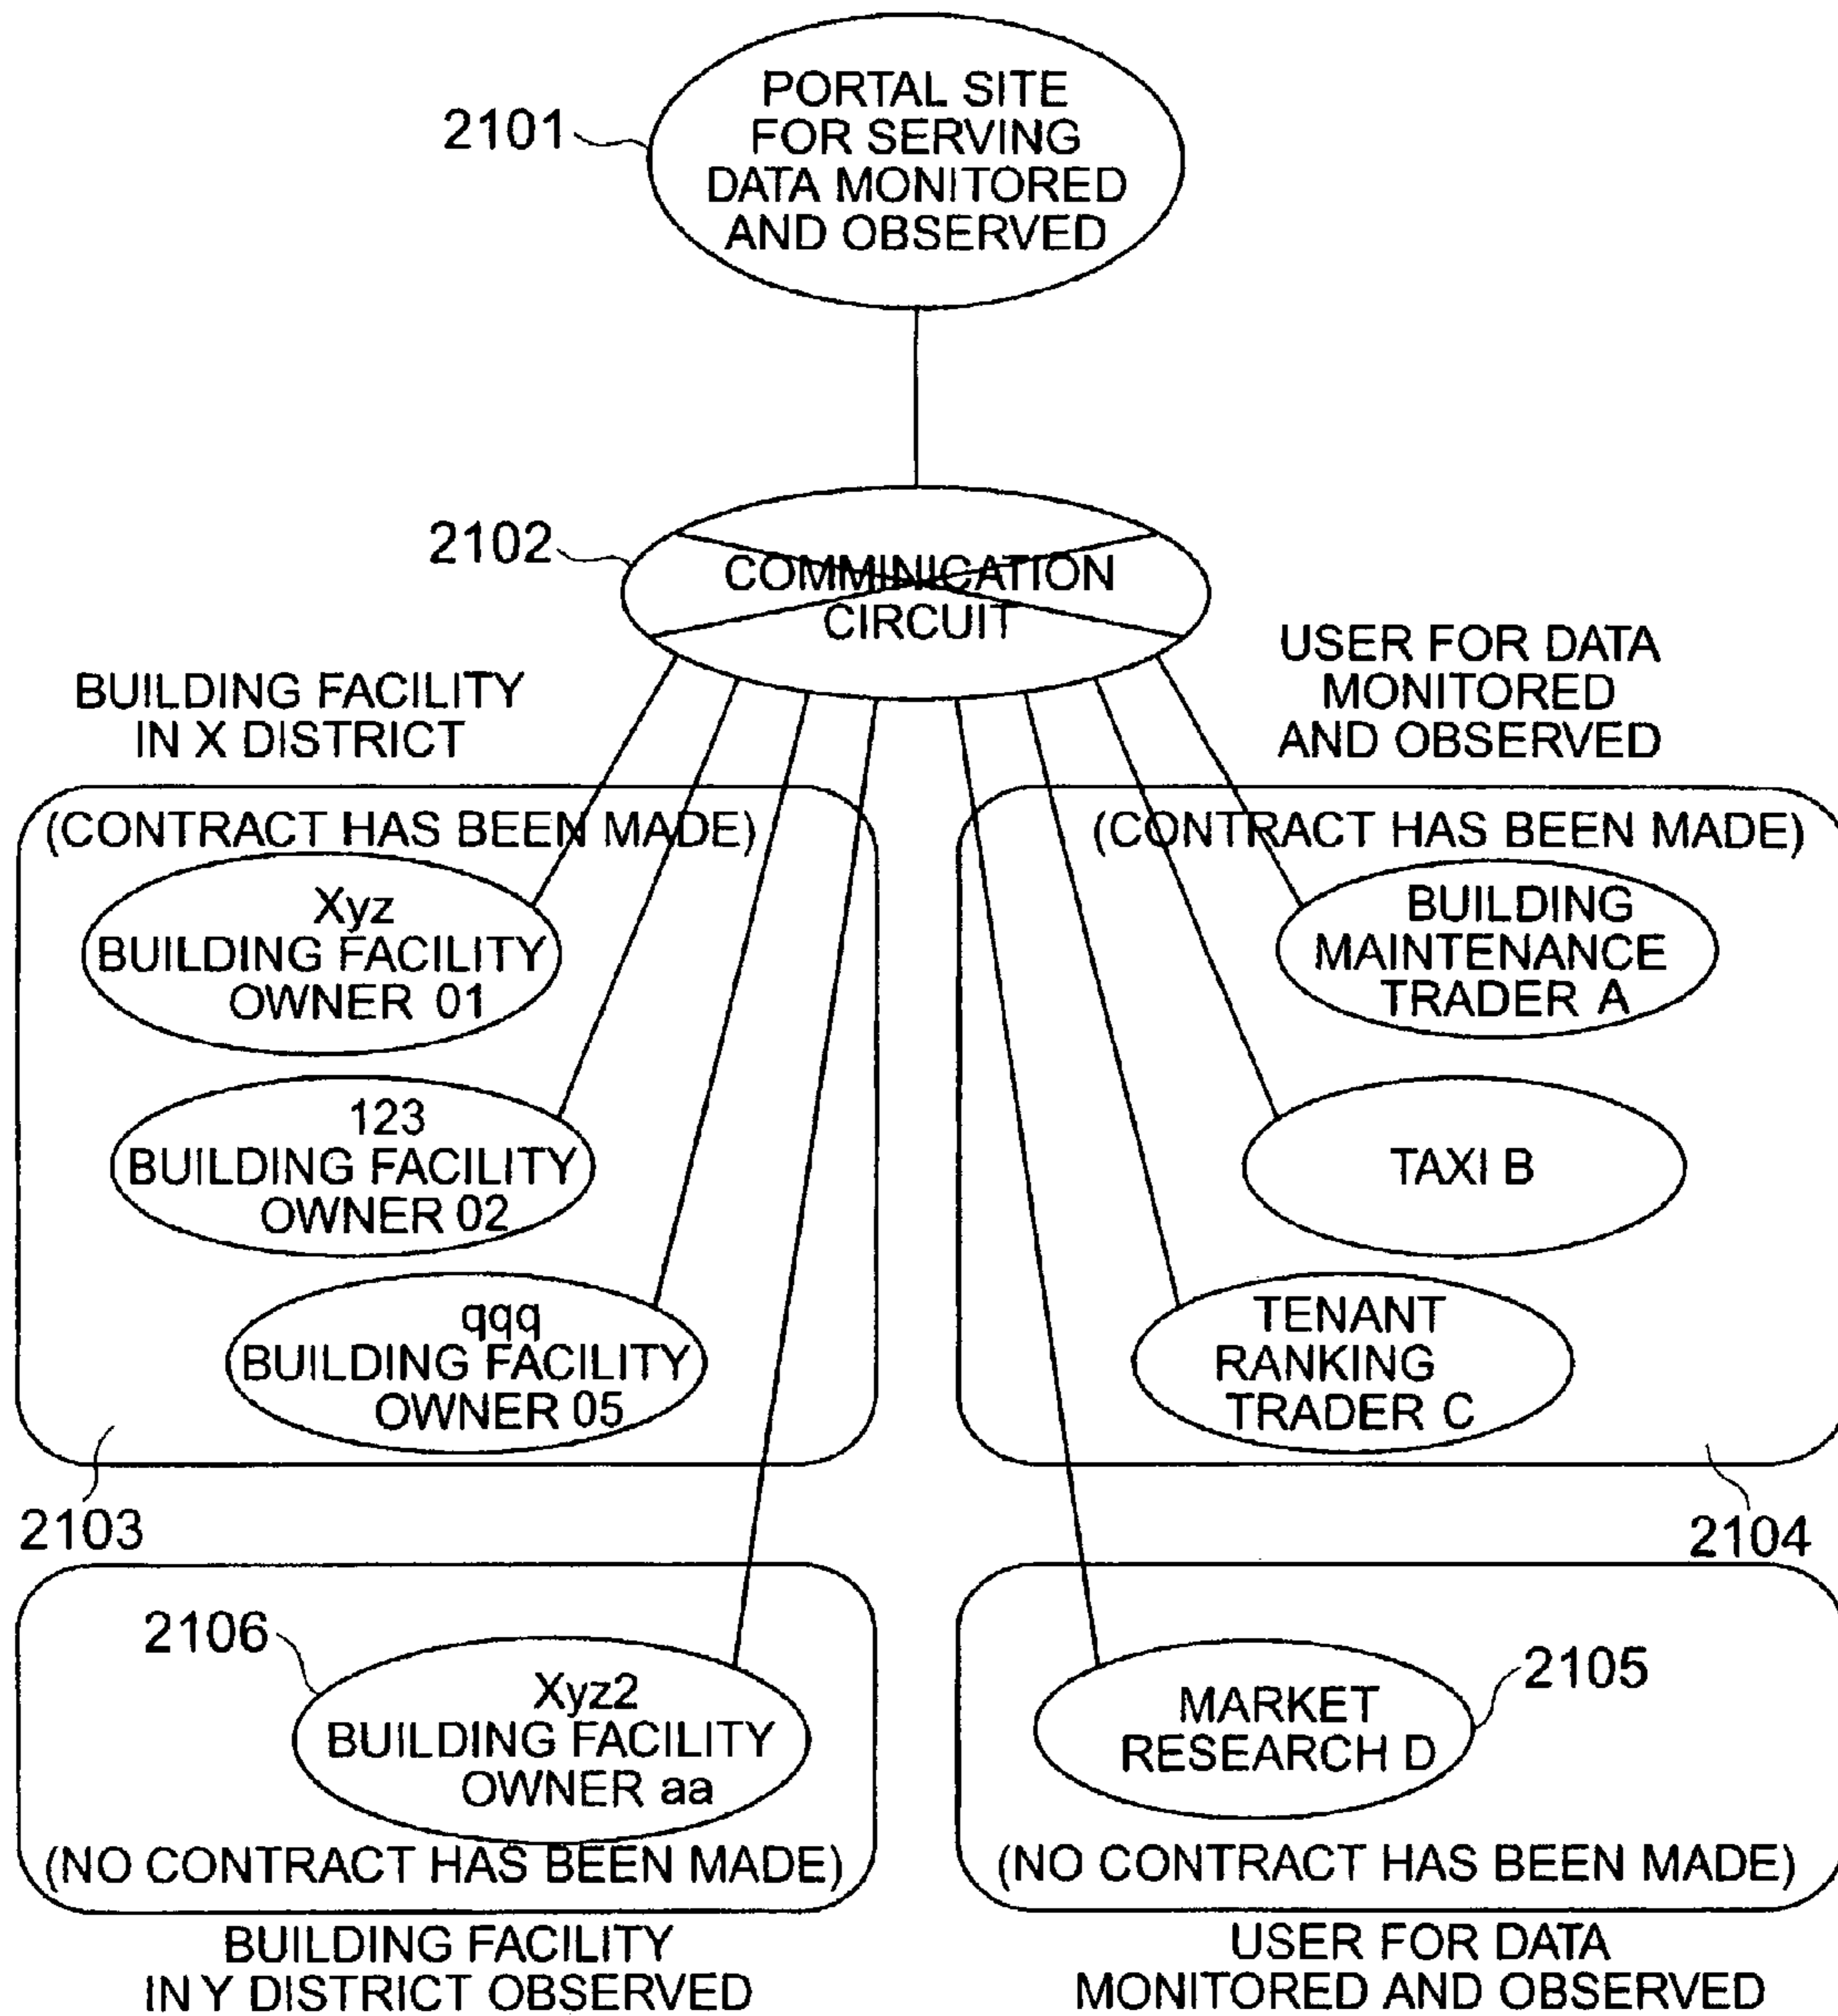 PORTAL SITE
FOR SERVING
DATA MONITORED
AND OBSERVED
2101
2102
COMMINICATION
CIRCUIT
BUILDING FACILITY
IN X DISTRICT
USER FOR DATA
MONITORED
AND OBSERVED
(CONTRACT HAS BEEN MADE)
Xyz
BUILDING FACILITY
OWNER 01
123
BUILDING FACILITY
OWNER 02
qqq
BUILDING FACILITY
OWNER 05
2103
(CONTRACT HAS BEEN MADE)
BUILDING
MAINTENANCE
TRADER A
TAXI B
TENANT
RANKING
TRADER C
2104
2106
Xyz2
BUILDING FACILITY
OWNER aa
(NO CONTRACT HAS BEEN MADE)
BUILDING FACILITY
IN Y DISTRICT OBSERVED
2105
MARKET
RESEARCH D
(NO CONTRACT HAS BEEN MADE)
USER FOR DATA
MONITORED AND OBSERVED